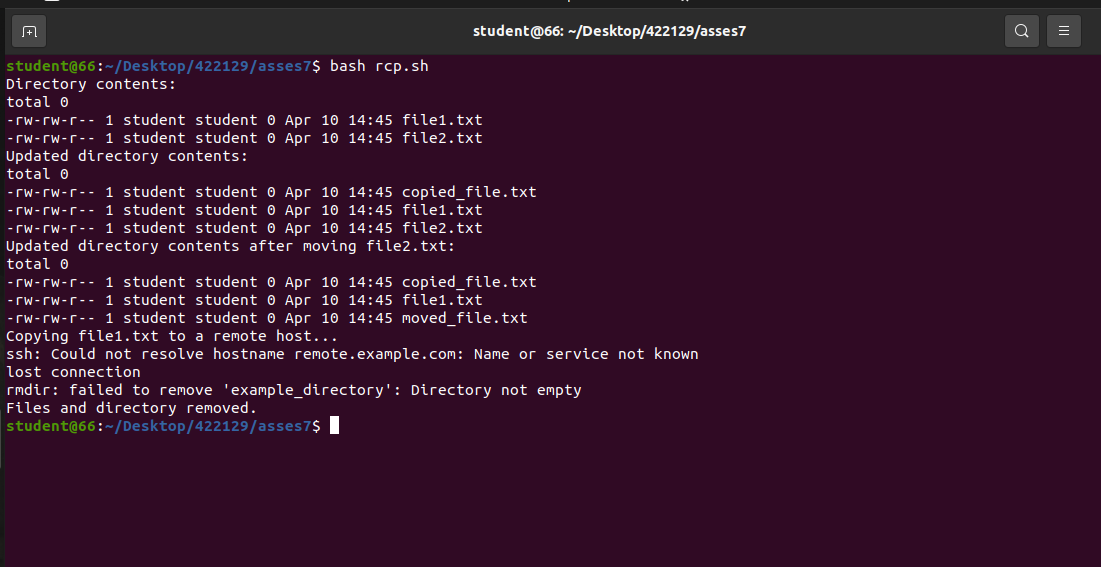 student@66: ~/Desktop/422129/asses7
student@66:~/Desktop/422129/asses7$ bash rcp.sh
Directory contents:
total 0
-rw-rw-r-- 1 student student 0 Apr 10 14:45 file1.txt
-rw-rw-r-- 1 student student 0 Apr 10 14:45 file2.txt
Updated directory contents:
total 0
-rw-rw-r-- 1 student student 0 Apr 10 14:45 copied_file.txt
-rw-rw-r-- 1 student student 0 Apr 10 14:45 file1.txt
-rw-rw-r-- 1 student student 0 Apr 10 14:45 file2.txt
Updated directory contents after moving file2.txt:
total 0
-rw-rw-r-- 1 student student 0 Apr 10 14:45 copied_file.txt
-rw-rw-r-- 1 student student 0 Apr 10 14:45 file1.txt
-rw-rw-r-- 1 student student 0 Apr 10 14:45 moved_file.txt
Copying file1.txt to a remote host...
ssh: Could not resolve hostname remote.example.com: Name or service not known
lost connection
rmdir: failed to remove 'example_directory': Directory not empty
Files and directory removed.
student@66:~/Desktop/422129/asses7$